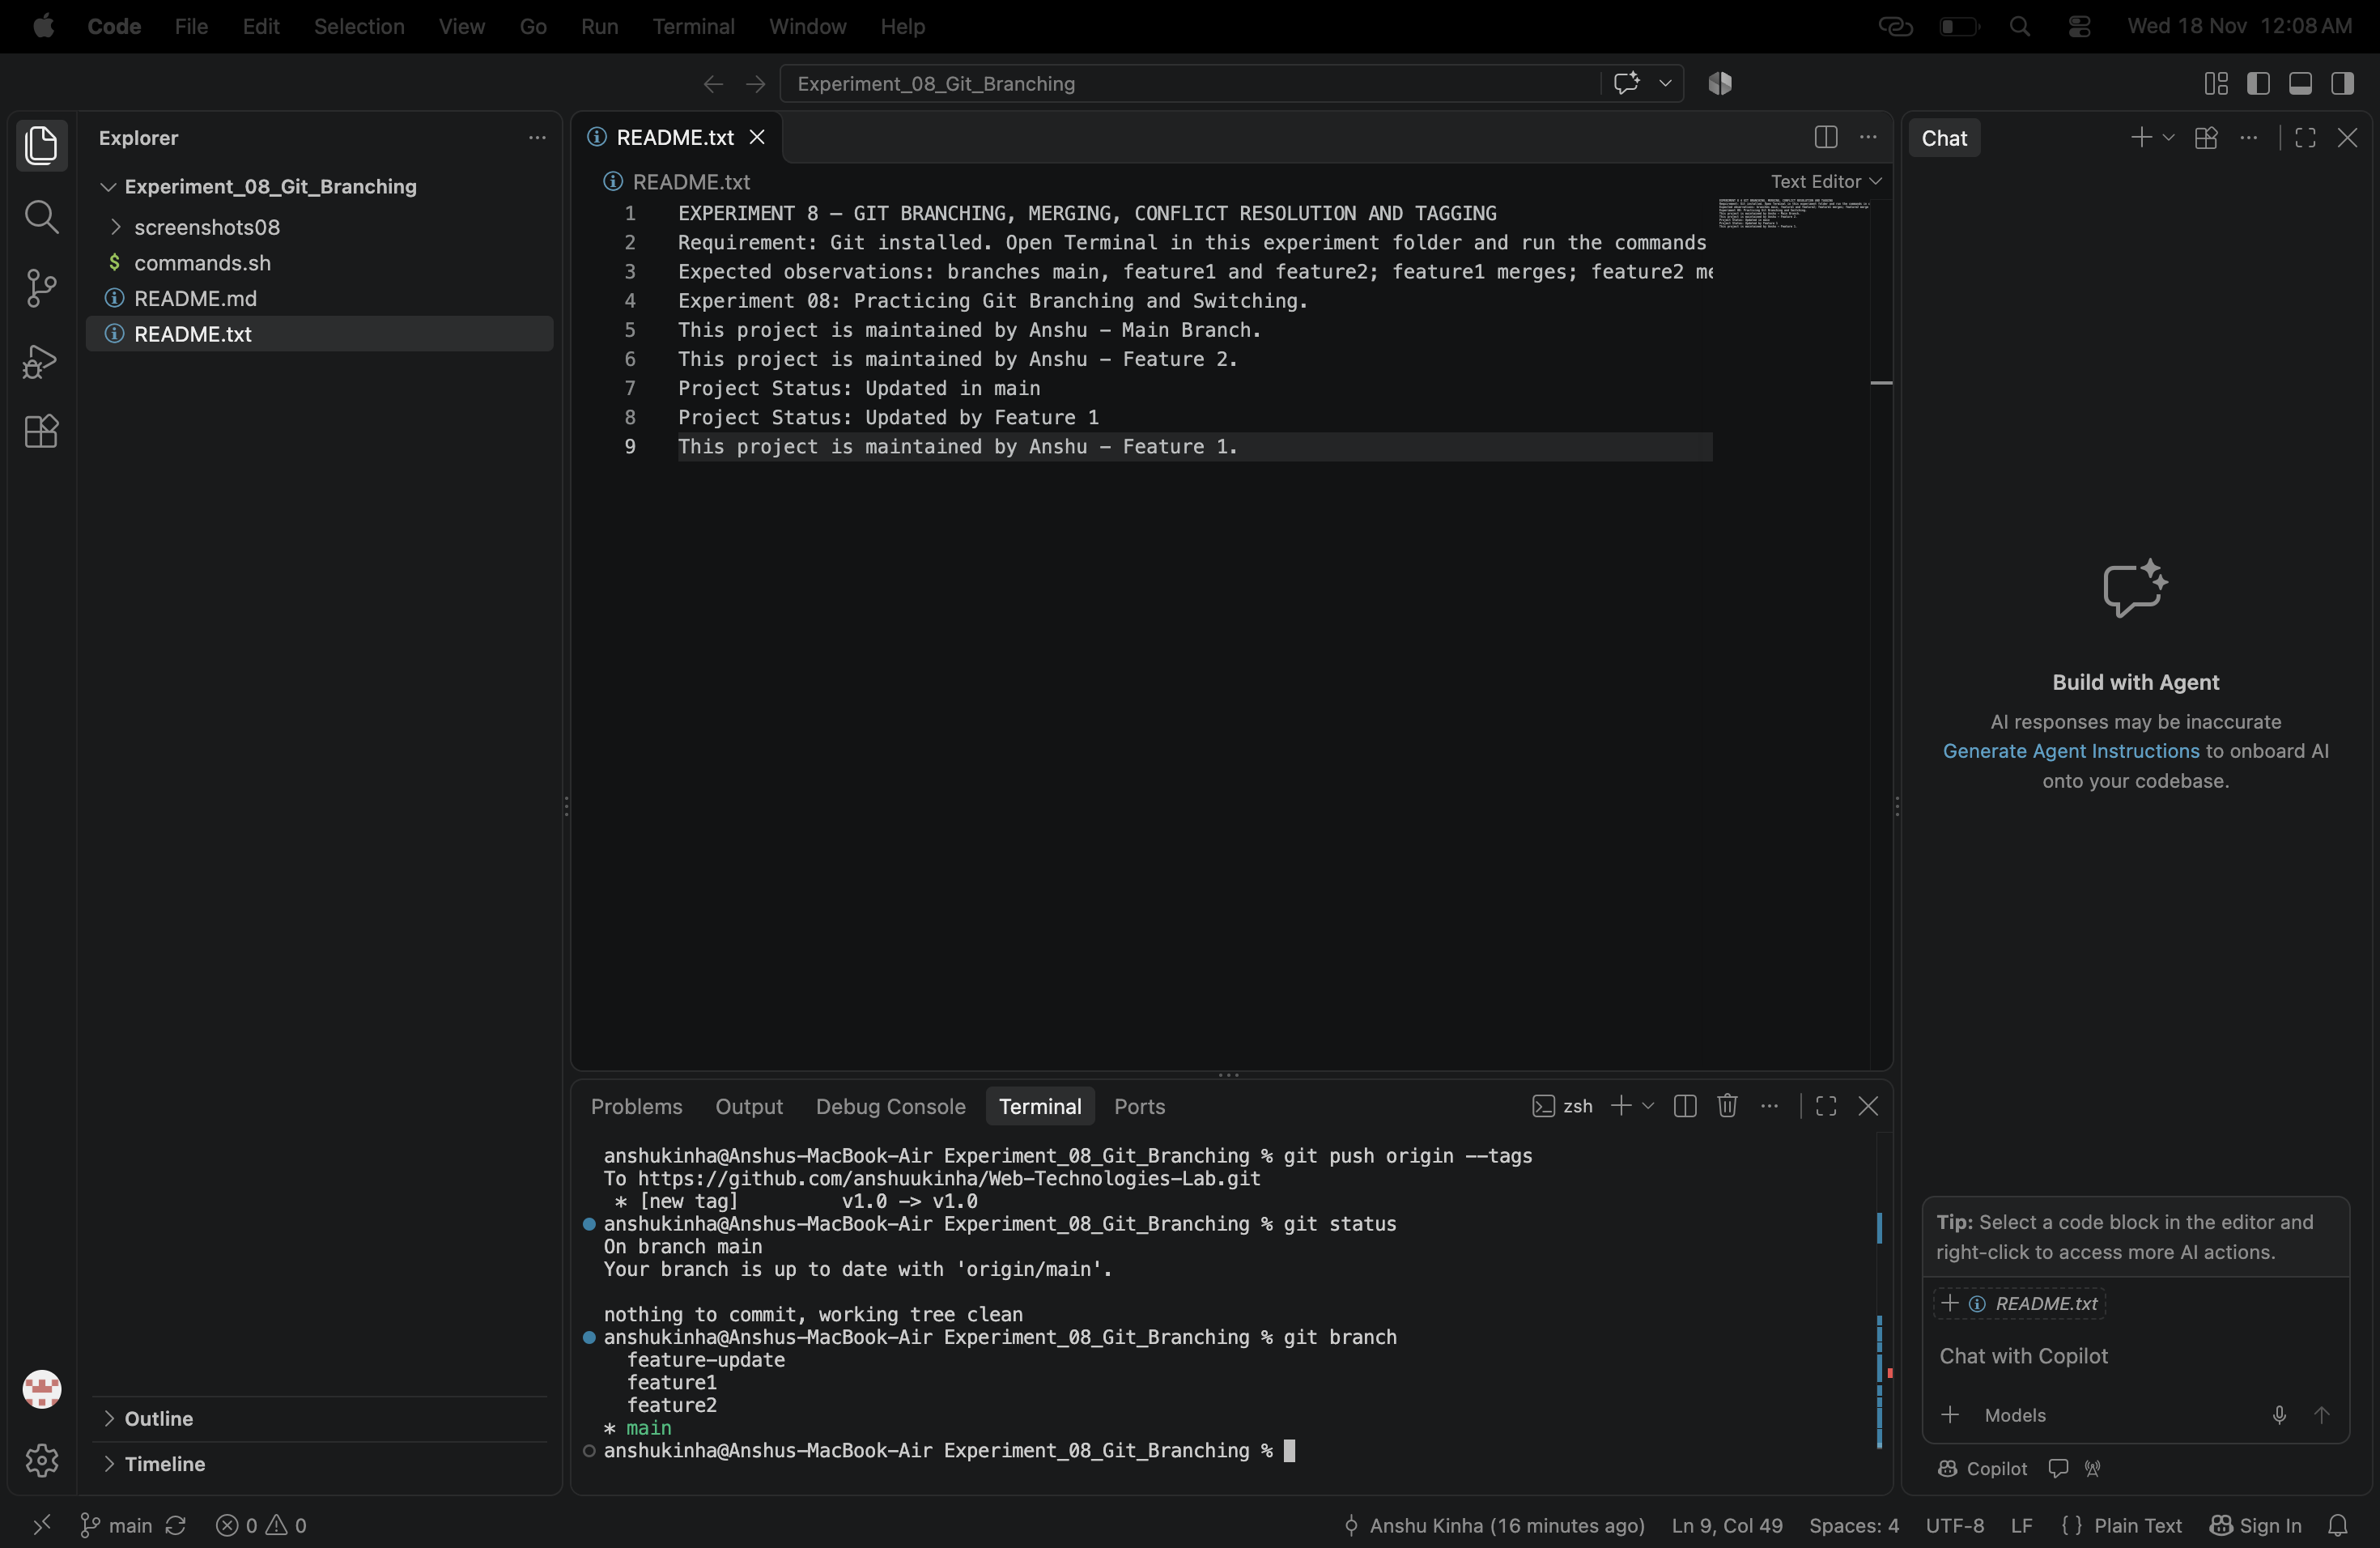 Code File Edit Selection View Go Run Terminal Window Help Wed 18 Nov 12:08 AM
Experiment_08_Git_Branching
Explorer
Experiment_08_Git_Branching
screenshots08
$ commands.sh
README.md
README.txt
Outline
Timeline
README.txt
README.txt
Text Editor
1 EXPERIMENT 8 – GIT BRANCHING, MERGING, CONFLICT RESOLUTION AND TAGGING
2 Requirement: Git installed. Open Terminal in this experiment folder and run the commands
3 Expected observations: branches main, feature1 and feature2; feature1 merges; feature2 me
4 Experiment 08: Practicing Git Branching and Switching.
5 This project is maintained by Anshu – Main Branch.
6 This project is maintained by Anshu – Feature 2.
7 Project Status: Updated in main
8 Project Status: Updated by Feature 1
9 This project is maintained by Anshu – Feature 1.
Problems Output Debug Console Terminal Ports zsh
anshukinha@Anshus-MacBook-Air Experiment_08_Git_Branching % git push origin --tags
To https://github.com/anshuukinha/Web-Technologies-Lab.git
* [new tag] v1.0 -> v1.0
anshukinha@Anshus-MacBook-Air Experiment_08_Git_Branching % git status
On branch main
Your branch is up to date with 'origin/main'.
nothing to commit, working tree clean
anshukinha@Anshus-MacBook-Air Experiment_08_Git_Branching % git branch
feature-update
feature1
feature2
* main
anshukinha@Anshus-MacBook-Air Experiment_08_Git_Branching %
Chat
Build with Agent
AI responses may be inaccurate
Generate Agent Instructions to onboard AI
onto your codebase.
Tip: Select a code block in the editor and
right-click to access more AI actions.
README.txt
Chat with Copilot
Models
Copilot
main 0 0 Anshu Kinha (16 minutes ago) Ln 9, Col 49 Spaces: 4 UTF-8 LF { } Plain Text Sign In